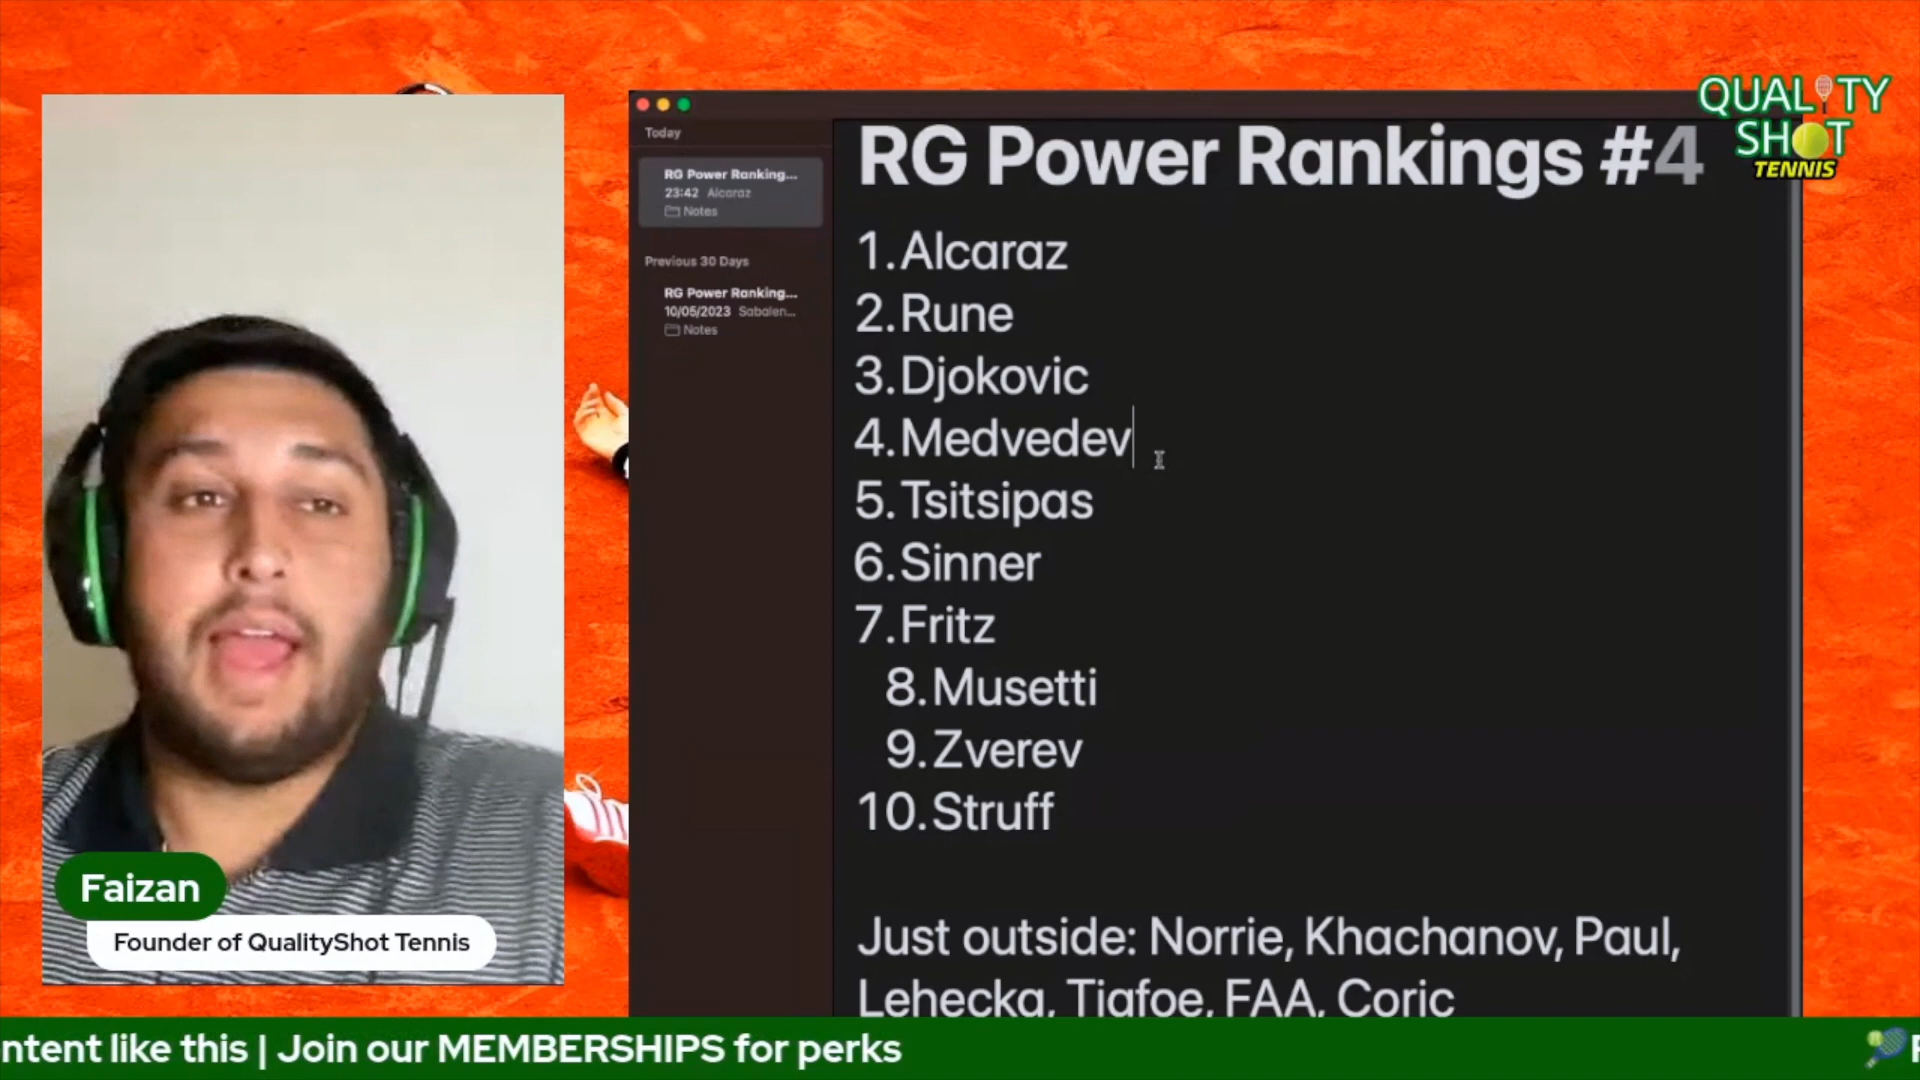 QUALITY
SHOT
TENNIS
Today
RG Power Ranking...
23:42 Alcaraz
Notes
Previous 30 Days
RG Power Ranking...
10/05/2023 Sabalen...
Notes
RG Power Rankings #4
1. Alcaraz
2. Rune
3. Djokovic
4. Medvedev
5. Tsitsipas
6. Sinner
7. Fritz
8. Musetti
9. Zverev
10. Struff
Just outside: Norrie, Khachanov, Paul,
Lehecka, Tiafoe, FAA, Coric
Faizan
Founder of QualityShot Tennis
ntent like this | Join our MEMBERSHIPS for perks